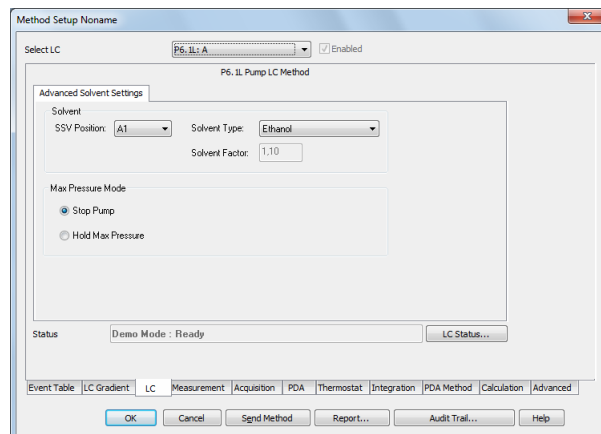 Method Setup Noname
Select LC P6.1L: A Enabled
P6.1L Pump LC Method
Advanced Solvent Settings
Solvent
SSV Position: A1 Solvent Type: Ethanol
Solvent Factor: 1,10
Max Pressure Mode
Stop Pump
Hold Max Pressure
Status Demo Mode : Ready LC Status...
Event Table LC Gradient LC Measurement Acquisition PDA Thermostat Integration PDA Method Calculation Advanced
OK Cancel Send Method Report... Audit Trail... Help